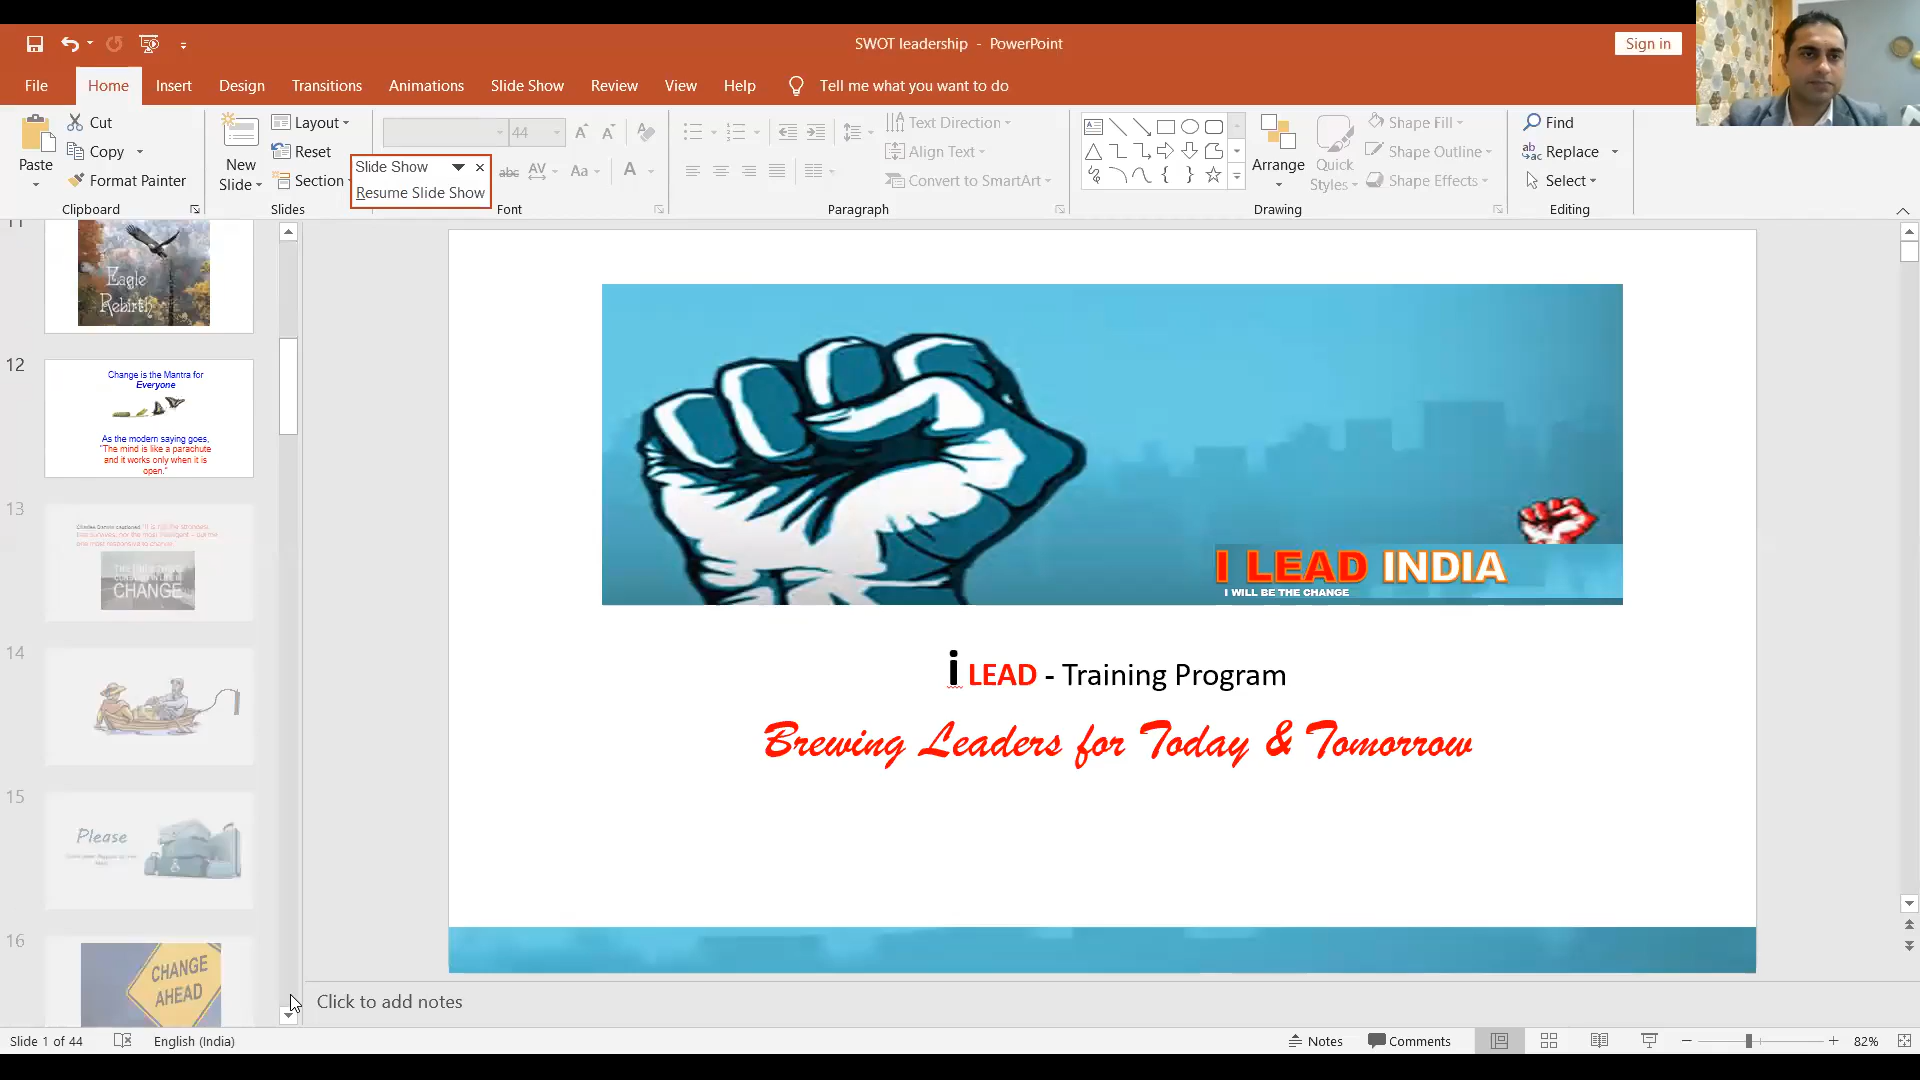 SWOT leadership - PowerPoint
Sign in
File Home Insert Design Transitions Animations Slide Show Review View Help Tell me what you want to do
Paste
Cut
Copy
Format Painter
Clipboard
New
Slide
Layout
Reset
Section
Slides
Slide Show
Resume Slide Show
44
abc
AV
Aa
A
Font
Text Direction
Align Text
Convert to SmartArt
Paragraph
Arrange
Quick
Styles
Shape Fill
Shape Outline
Shape Effects
Drawing
Find
Replace
Select
Editing
11
Eagle
Rebirth
12
Change is the Mantra for
Everyone
As the modern saying goes,
"The mind is like a parachute
and it works only when it is
open."
13
CHANGE
14
15
Please
16
CHANGE
AHEAD
I LEAD INDIA
I WILL BE THE CHANGE
i LEAD - Training Program
Brewing Leaders for Today & Tomorrow
Click to add notes
Slide 1 of 44
English (India)
Notes
Comments
82%